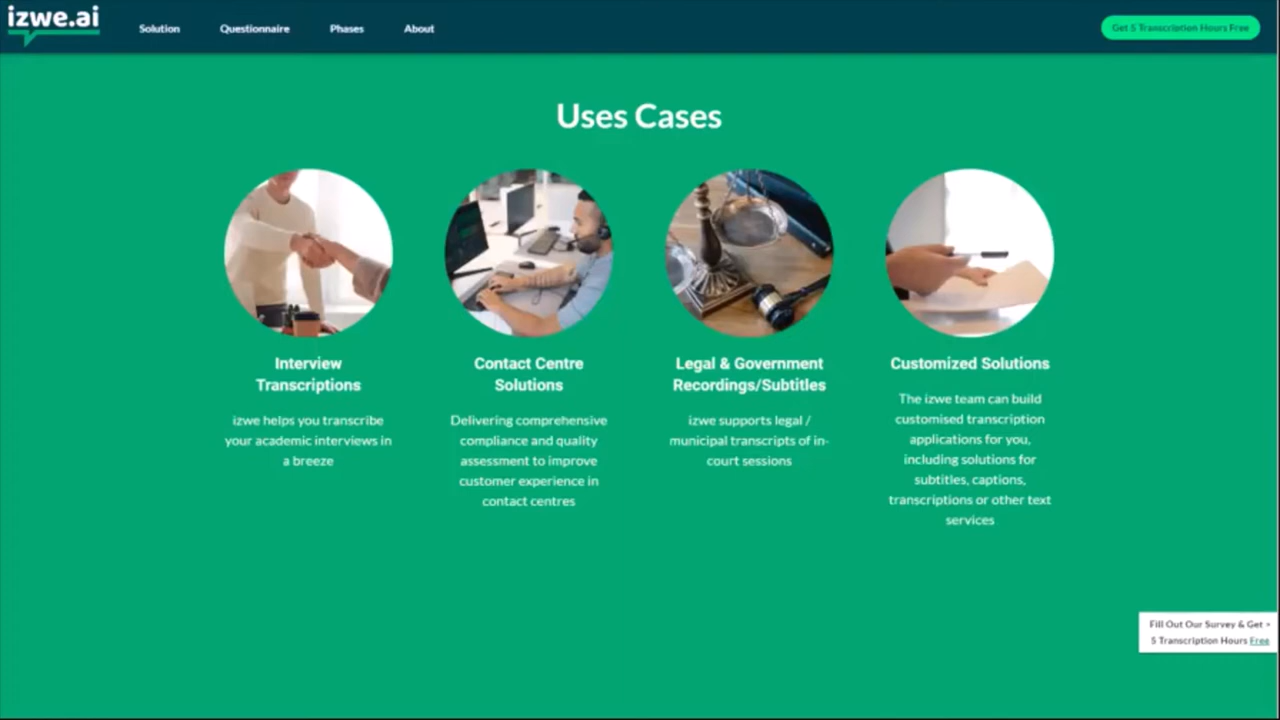 izwe.ai
Solution
Questionnaire
Phases
About
Get 5 Transcription Hours Free
Uses Cases
Interview
Transcriptions
izwe helps you transcribe
your academic interviews in
a breeze
Contact Centre
Solutions
Delivering comprehensive
compliance and quality
assessment to improve
customer experience in
contact centres
Legal & Government
Recordings/Subtitles
izwe supports legal /
municipal transcripts of in-
court sessions
Customized Solutions
The izwe team can build
customised transcription
applications for you,
including solutions for
subtitles, captions,
transcriptions or other text
services
Fill Out Our Survey & Get >
5 Transcription Hours Free